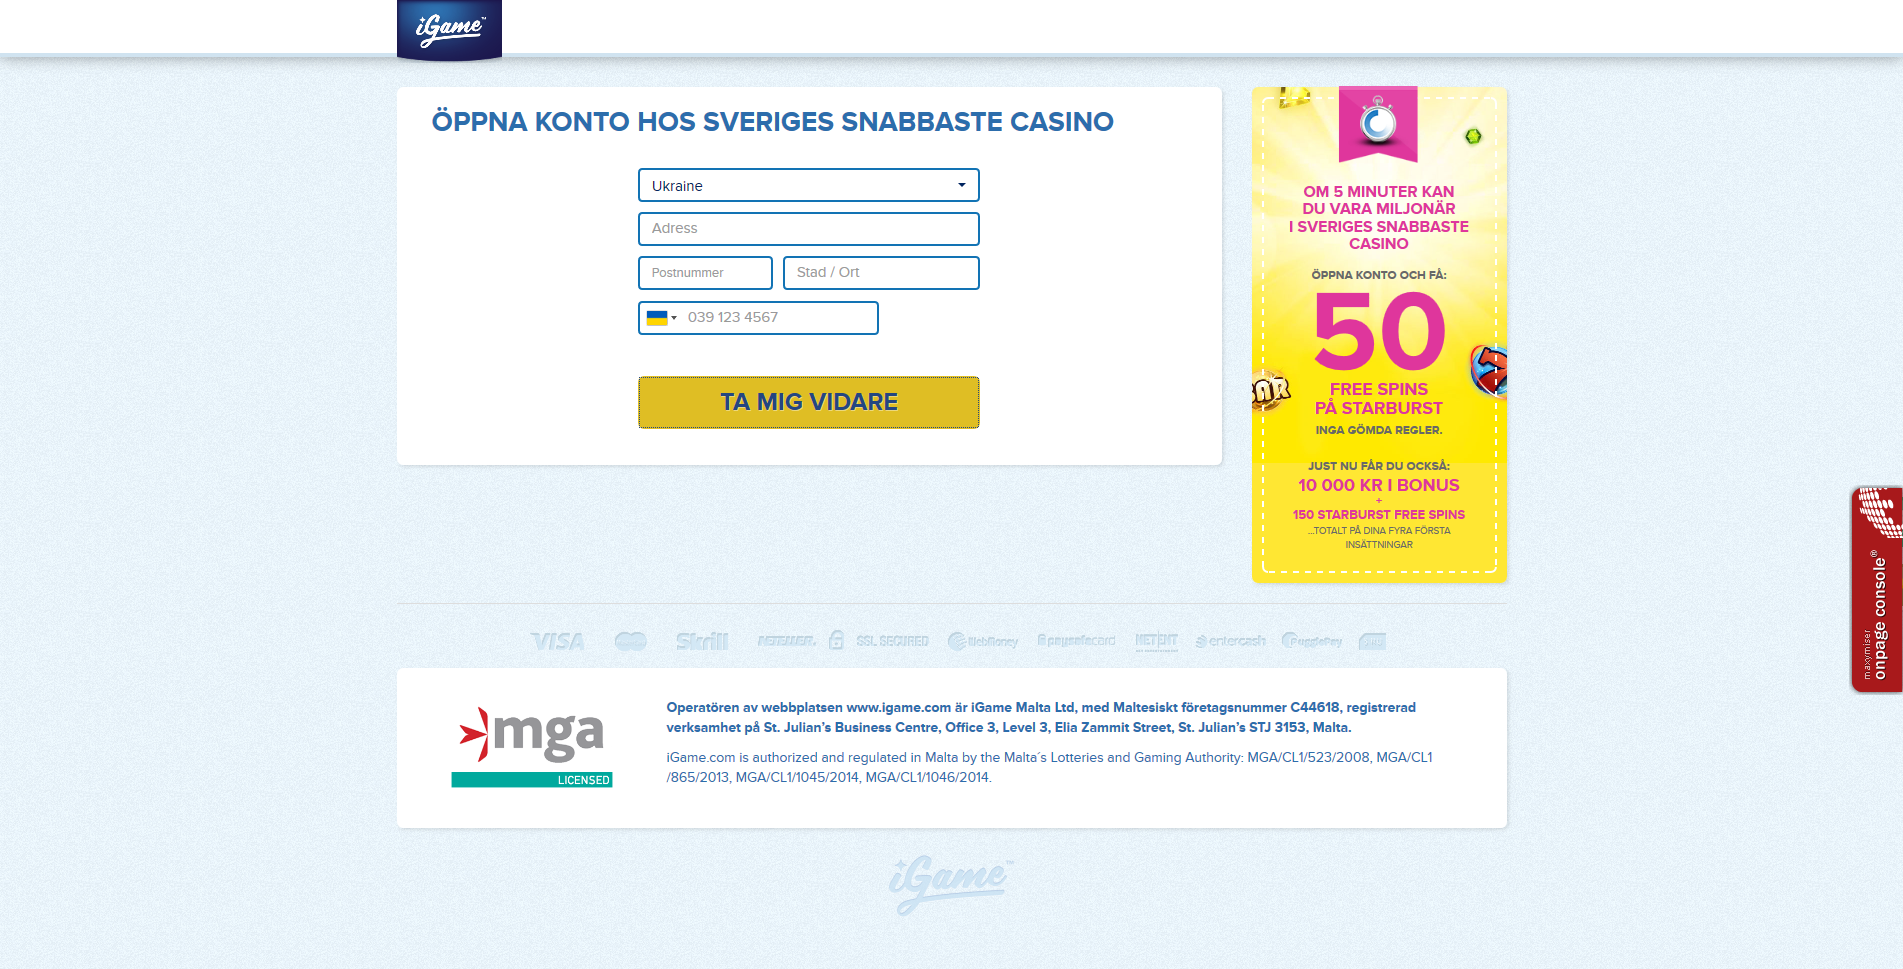 iGame™
ÖPPNA KONTO HOS SVERIGES SNABBASTE CASINO
Ukraine
Adress
Postnummer
Stad / Ort
039 123 4567
TA MIG VIDARE
OM 5 MINUTER KAN
DU VARA MILJONÄR
I SVERIGES SNABBASTE
CASINO
ÖPPNA KONTO OCH FÅ:
50
FREE SPINS
PÅ STARBURST
BAR
INGA GÖMDA REGLER.
JUST NU FÅR DU OCKSÅ:
10 000 KR I BONUS
+
150 STARBURST FREE SPINS
...TOTALT PÅ DINA FYRA FÖRSTA
INSÄTTNINGAR
maxymiser
onpage console®
VISA
Skrill
NETELLER
SSL SECURED
WebMoney
paysafecard
NET ENT
entercash
PugglePay
mga
LICENSED
Operatören av webbplatsen www.igame.com är iGame Malta Ltd, med Maltesiskt företagsnummer C44618, registrerad
verksamhet på St. Julian’s Business Centre, Office 3, Level 3, Elia Zammit Street, St. Julian’s STJ 3153, Malta.
iGame.com is authorized and regulated in Malta by the Malta´s Lotteries and Gaming Authority: MGA/CL1/523/2008, MGA/CL1
/865/2013, MGA/CL1/1045/2014, MGA/CL1/1046/2014.
iGame™